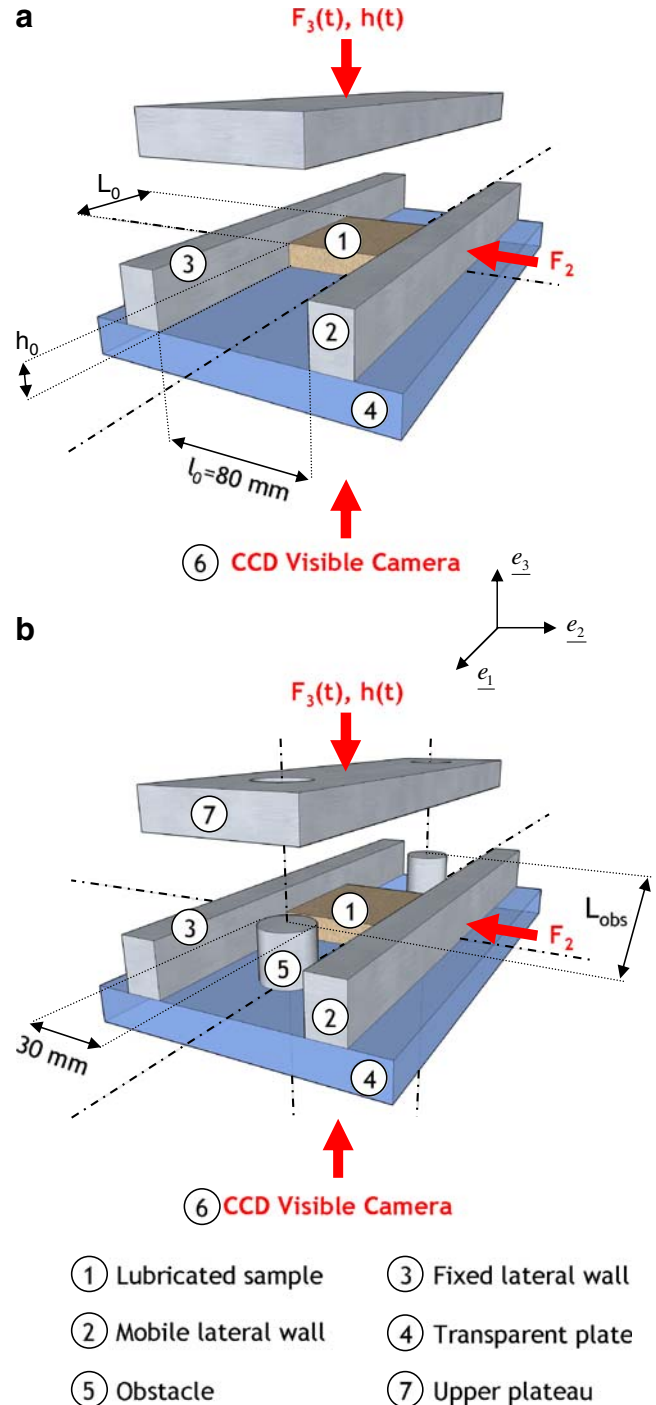 a
F3(t), h(t)
L0
1
3
F2
h0
2
4
l0=80 mm
6 CCD Visible Camera
e3
b
e2
e1
F3(t), h(t)
7
3
1
Lobs
F2
5
2
30 mm
4
6 CCD Visible Camera
1 Lubricated sample
3 Fixed lateral wall
2 Mobile lateral wall
4 Transparent plate
5 Obstacle
7 Upper plateau